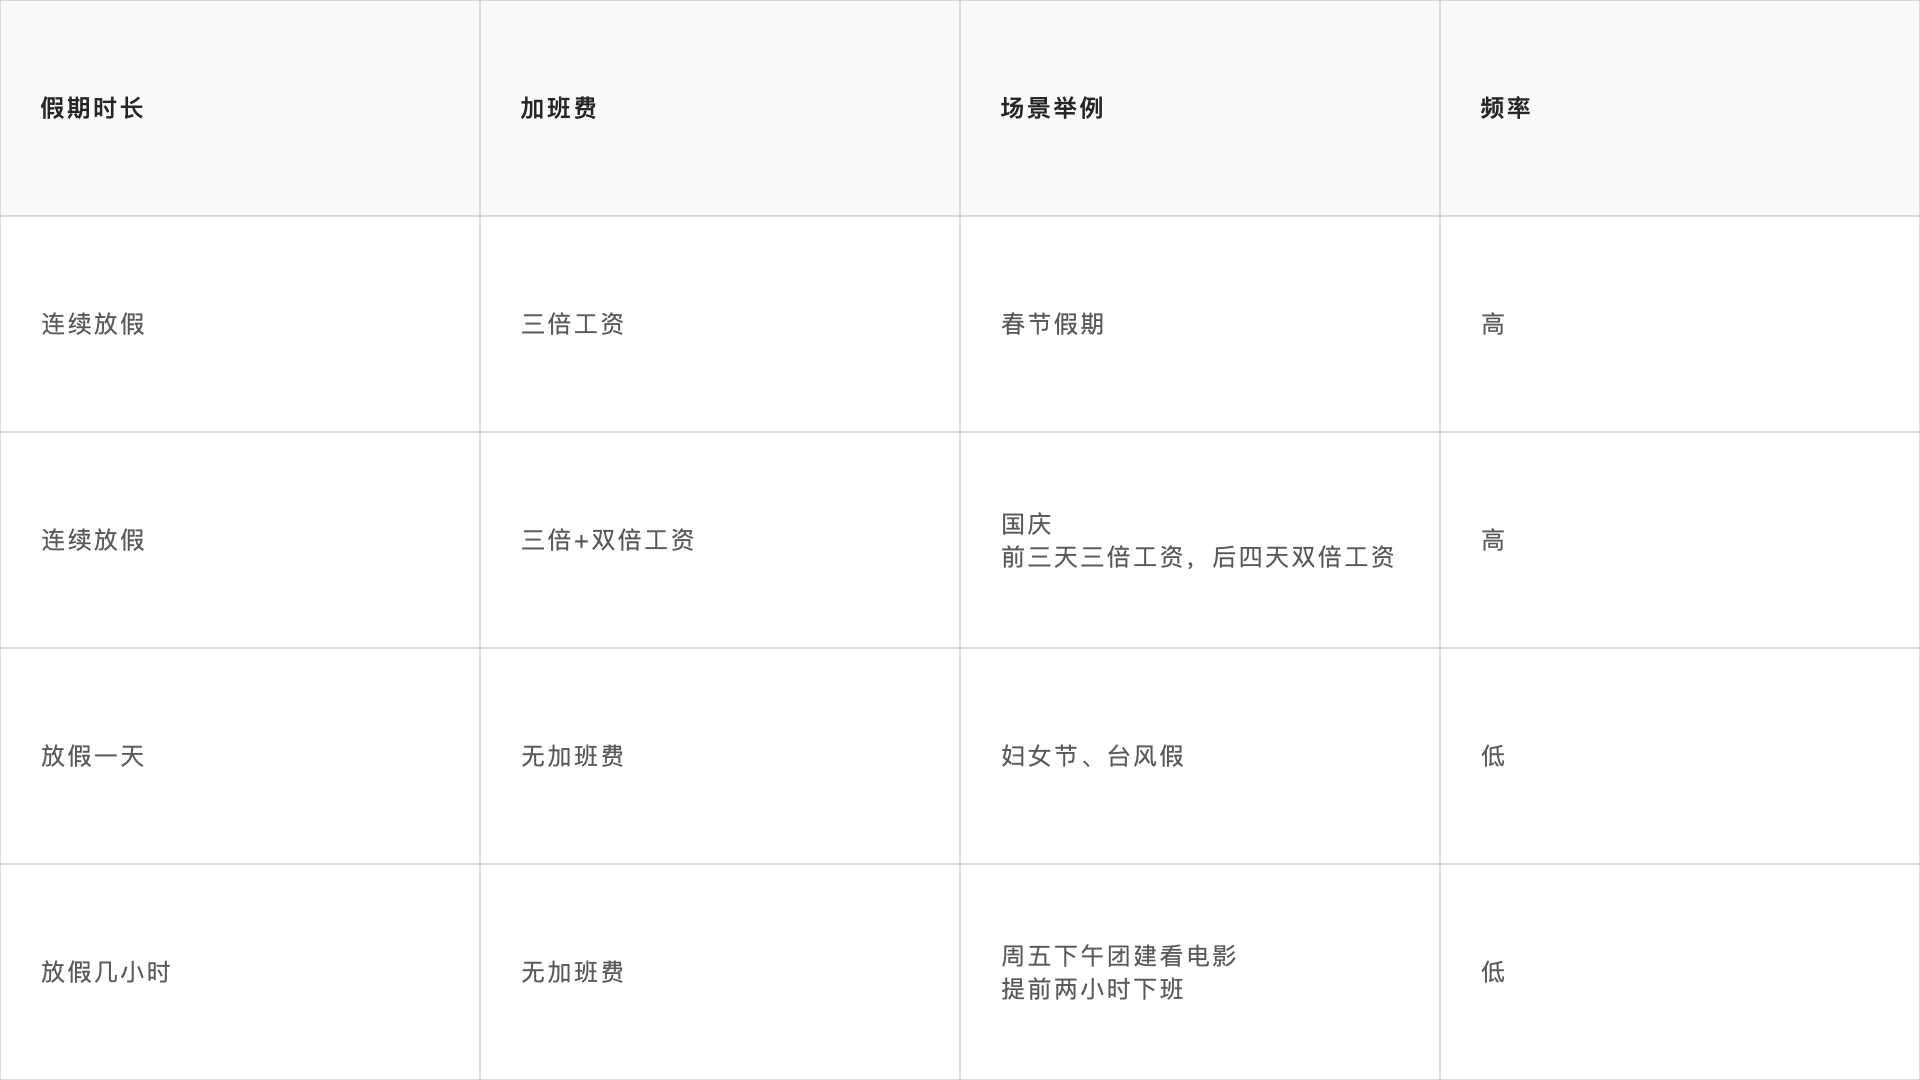 假期时长
加班费
场景举例
频率
连续放假
三倍工资
春节假期
高
连续放假
三倍+双倍工资
国庆
前三天三倍工资，后四天双倍工资
高
放假一天
无加班费
妇女节、台风假
低
放假几小时
无加班费
周五下午团建看电影
提前两小时下班
低